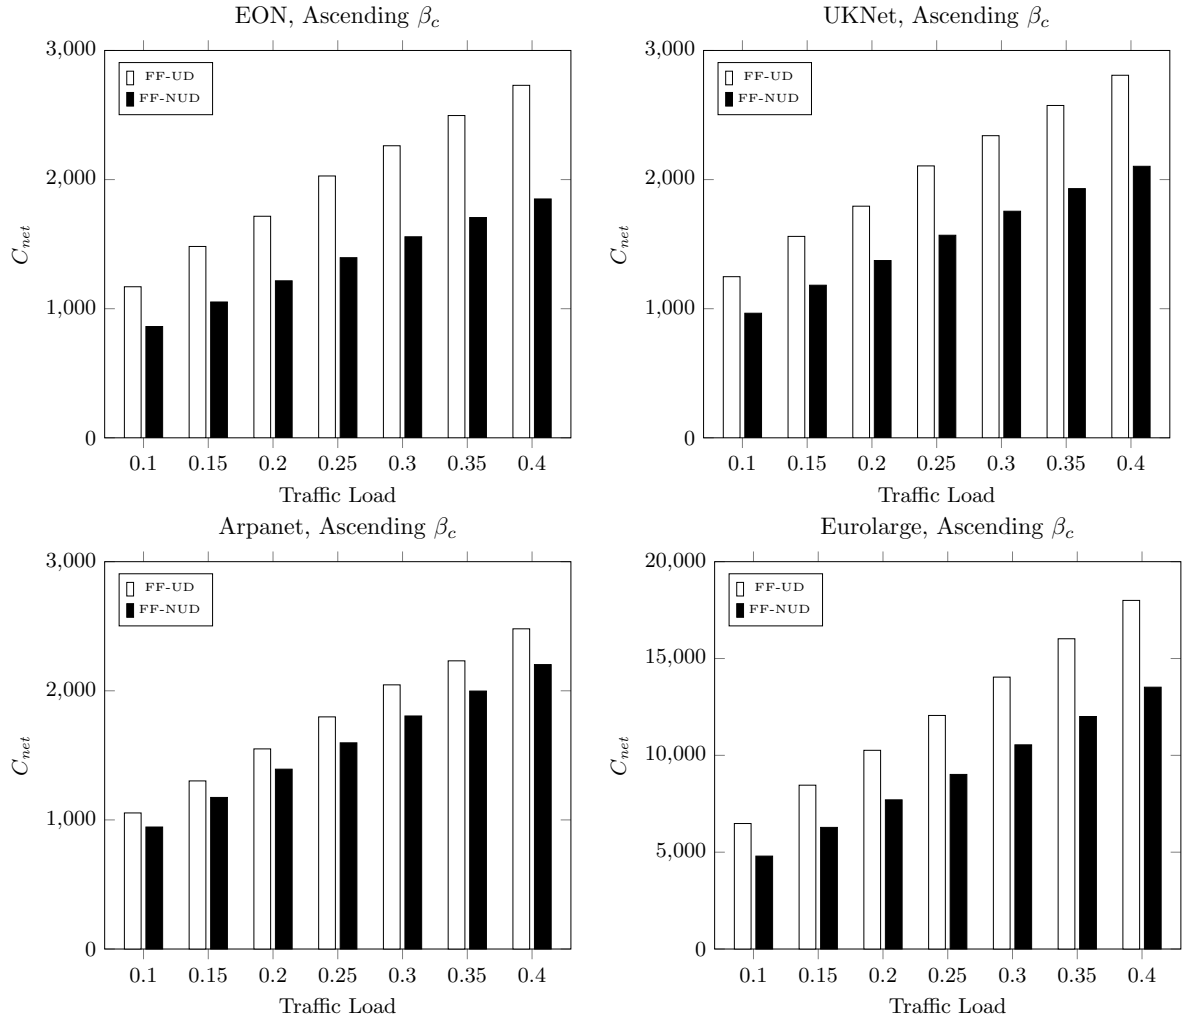 EON, Ascending β_c
3,000
2,000
1,000
0
C_net
FF-UD
FF-NUD
0.1 0.15 0.2 0.25 0.3 0.35 0.4
Traffic Load
UKNet, Ascending β_c
3,000
2,000
1,000
0
C_net
FF-UD
FF-NUD
0.1 0.15 0.2 0.25 0.3 0.35 0.4
Traffic Load
Arpanet, Ascending β_c
3,000
2,000
1,000
0
C_net
FF-UD
FF-NUD
0.1 0.15 0.2 0.25 0.3 0.35 0.4
Traffic Load
Eurolarge, Ascending β_c
20,000
15,000
10,000
5,000
0
C_net
FF-UD
FF-NUD
0.1 0.15 0.2 0.25 0.3 0.35 0.4
Traffic Load